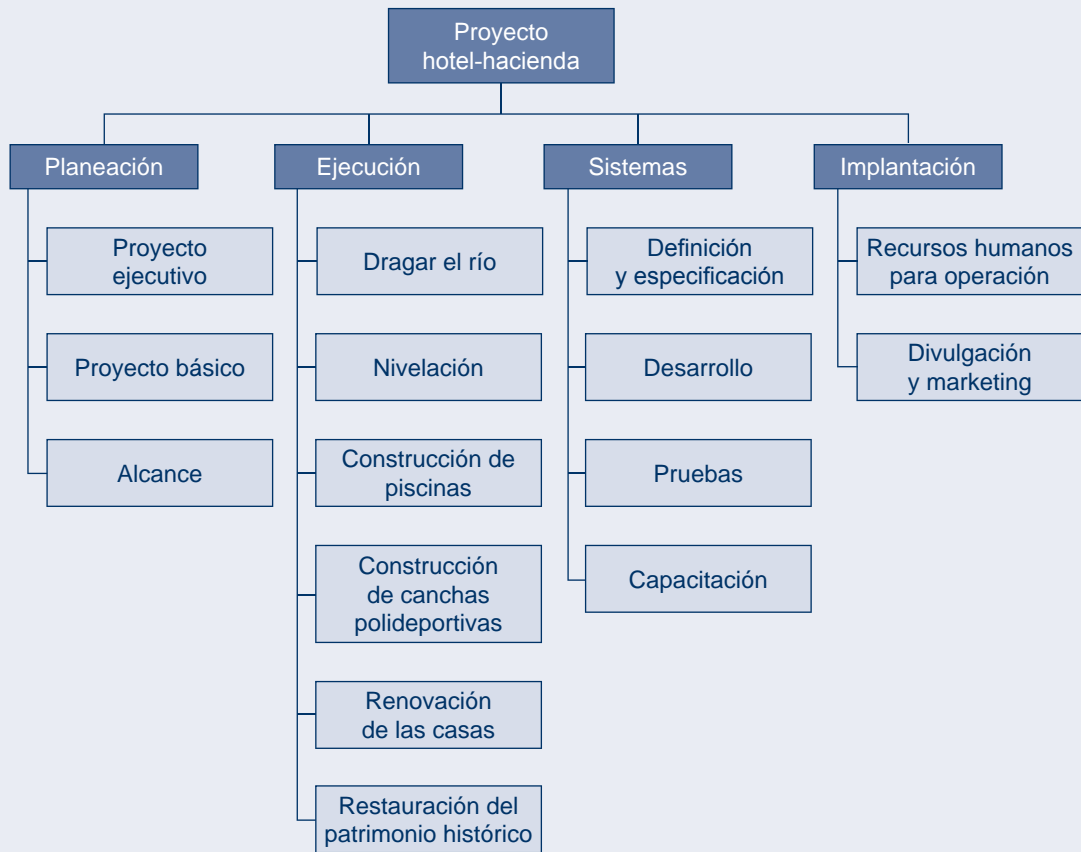 Proyecto
hotel-hacienda
Planeación
Ejecución
Sistemas
Implantación
Proyecto
ejecutivo
Proyecto básico
Alcance
Dragar el río
Nivelación
Construcción de
piscinas
Construcción
de canchas
polideportivas
Renovación
de las casas
Restauración del
patrimonio histórico
Definición
y especificación
Desarrollo
Pruebas
Capacitación
Recursos humanos
para operación
Divulgación
y marketing